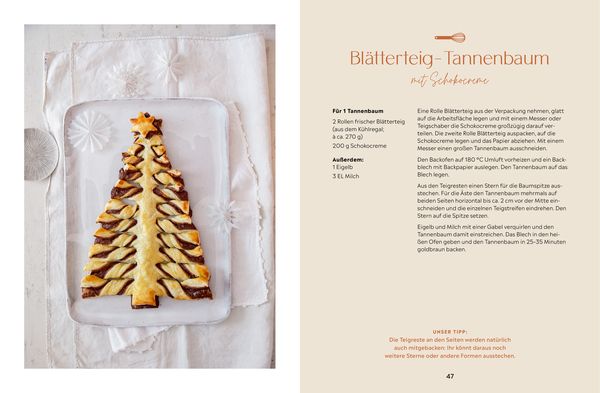 Blätterteig-Tannenbaum
mit Schokocreme
Für 1 Tannenbaum
2 Rollen frischer Blätterteig
(aus dem Kühlregal;
à ca. 270 g)
200 g Schokocreme
Außerdem:
1 Eigelb
3 EL Milch
Eine Rolle Blätterteig aus der Verpackung nehmen, glatt
auf die Arbeitsfläche legen und mit einem Messer oder
Teigschaber die Schokocreme großzügig darauf ver-
teilen. Die zweite Rolle Blätterteig auspacken, auf die
Schokocreme legen und das Papier abziehen. Mit einem
Messer einen großen Tannenbaum ausschneiden.
Den Backofen auf 180 °C Umluft vorheizen und ein Back-
blech mit Backpapier auslegen. Den Tannenbaum auf das
Blech legen.
Aus den Teigresten einen Stern für die Baumspitze aus-
stechen. Für die Äste den Tannenbaum mehrmals auf
beiden Seiten horizontal bis ca. 2 cm vor der Mitte ein-
schneiden und die einzelnen Teigstreifen eindrehen. Den
Stern auf die Spitze setzen.
Eigelb und Milch mit einer Gabel verquirlen und den
Tannenbaum damit einstreichen. Das Blech in den hei-
ßen Ofen geben und den Tannenbaum in 25–35 Minuten
goldbraun backen.
UNSER TIPP:
Die Teigreste an den Seiten werden natürlich
auch mitgebacken: Ihr könnt daraus noch
weitere Sterne oder andere Formen ausstechen.
47